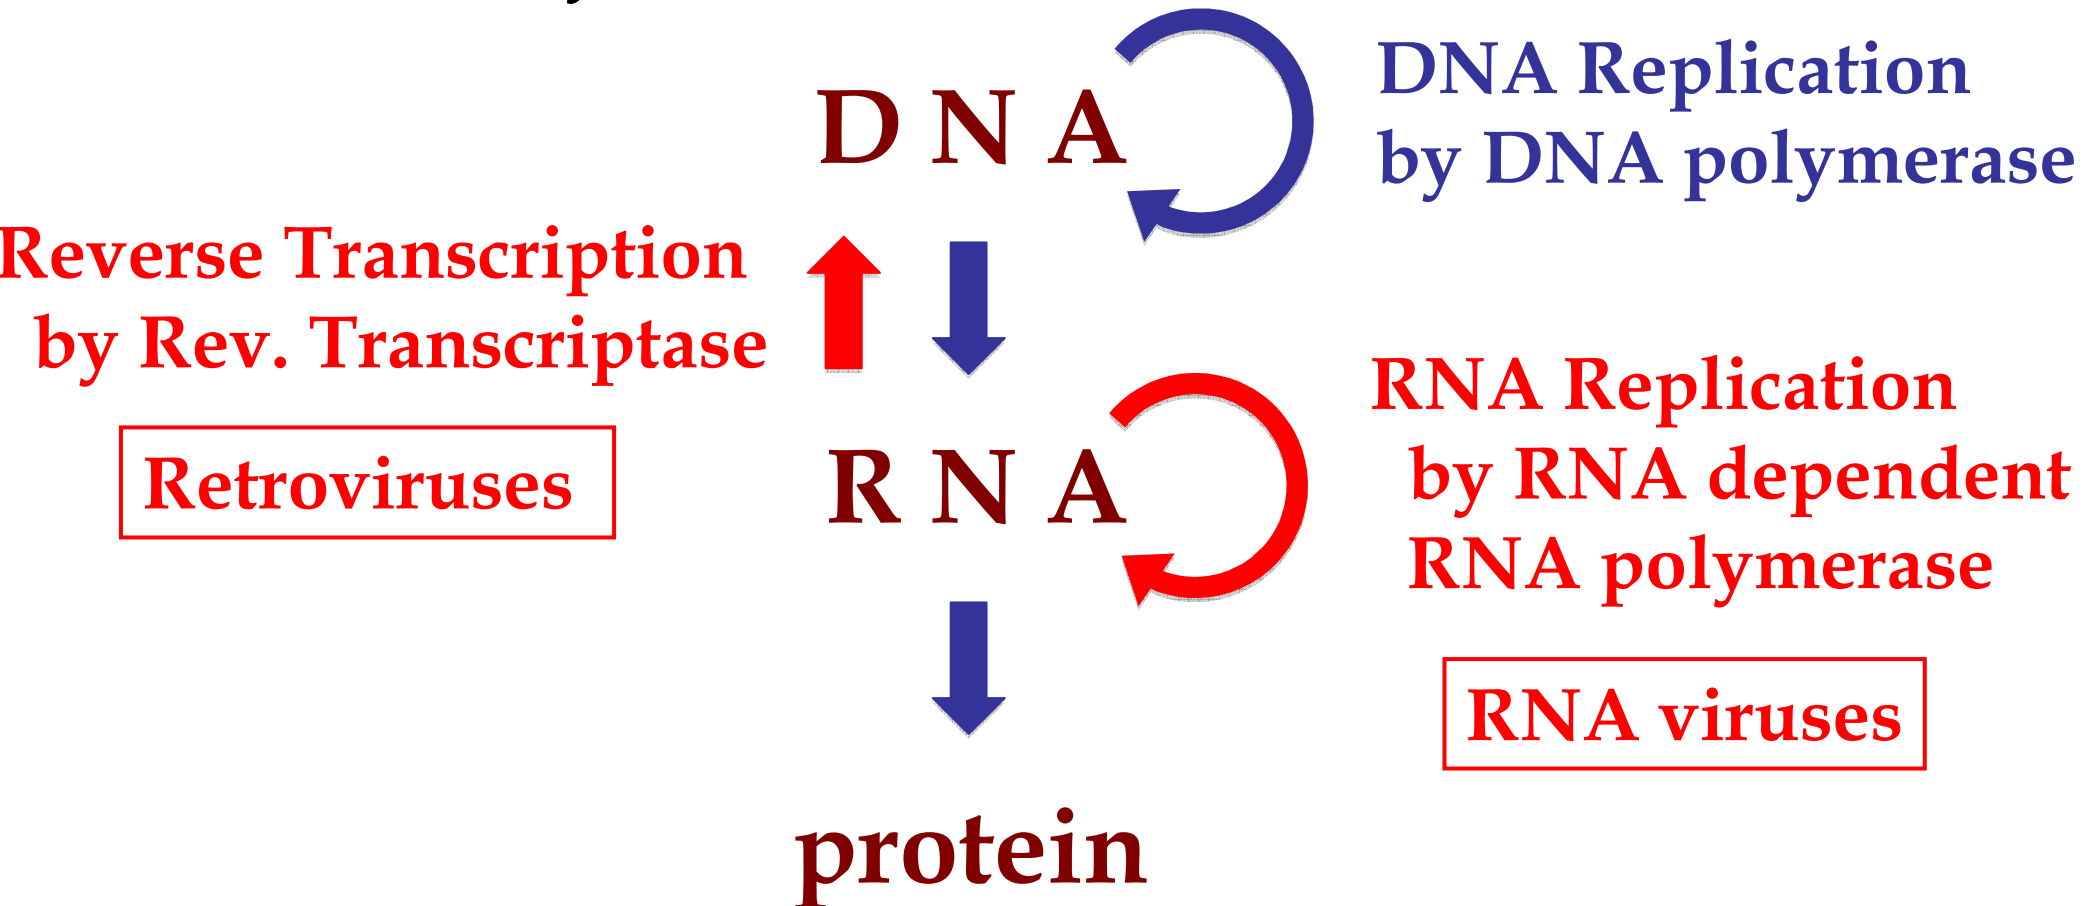 DNA Replication
by DNA polymerase
D N A
Reverse Transcription
by Rev. Transcriptase
Retroviruses
RNA Replication
by RNA dependent
RNA polymerase
R N A
RNA viruses
protein